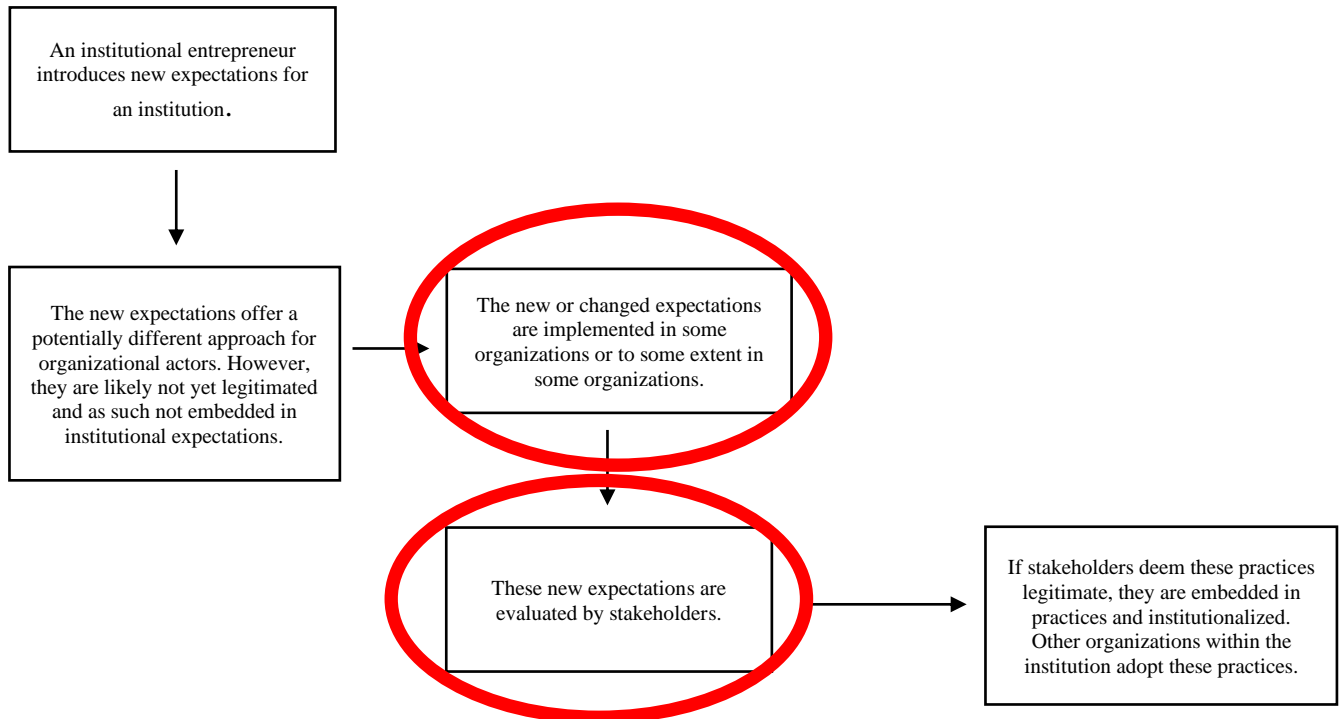 An institutional entrepreneur
introduces new expectations for
an institution.
The new expectations offer a
potentially different approach for
organizational actors. However,
they are likely not yet legitimated
and as such not embedded in
institutional expectations.
The new or changed expectations
are implemented in some
organizations or to some extent in
some organizations.
These new expectations are
evaluated by stakeholders.
If stakeholders deem these practices
legitimate, they are embedded in
practices and institutionalized.
Other organizations within the
institution adopt these practices.